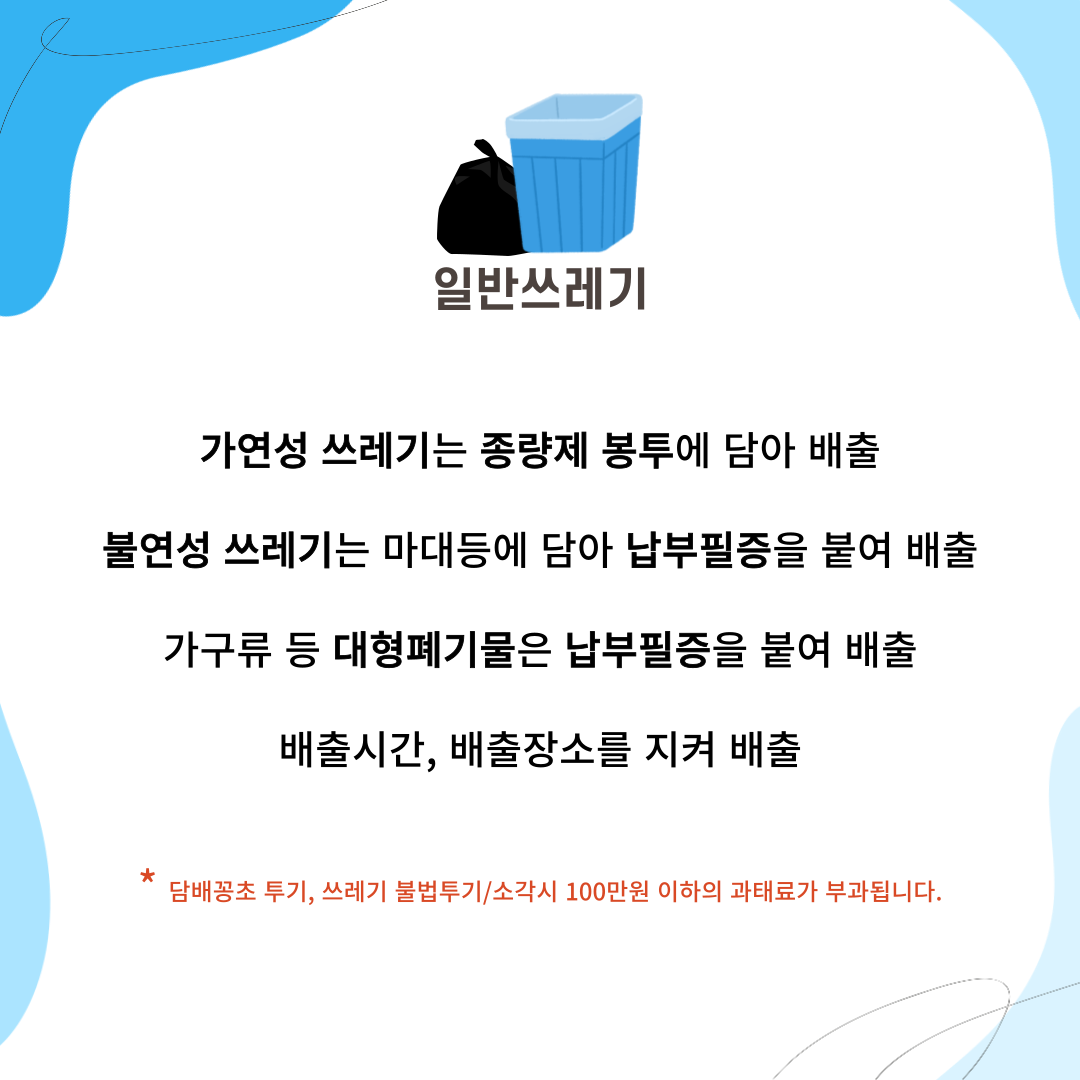 일반쓰레기
가연성 쓰레기는 종량제 봉투에 담아 배출
불연성 쓰레기는 마대등에 담아 납부필증을 붙여 배출
가구류 등 대형폐기물은 납부필증을 붙여 배출
배출시간, 배출장소를 지켜 배출
* 담배꽁초 투기, 쓰레기 불법투기/소각시 100만원 이하의 과태료가 부과됩니다.